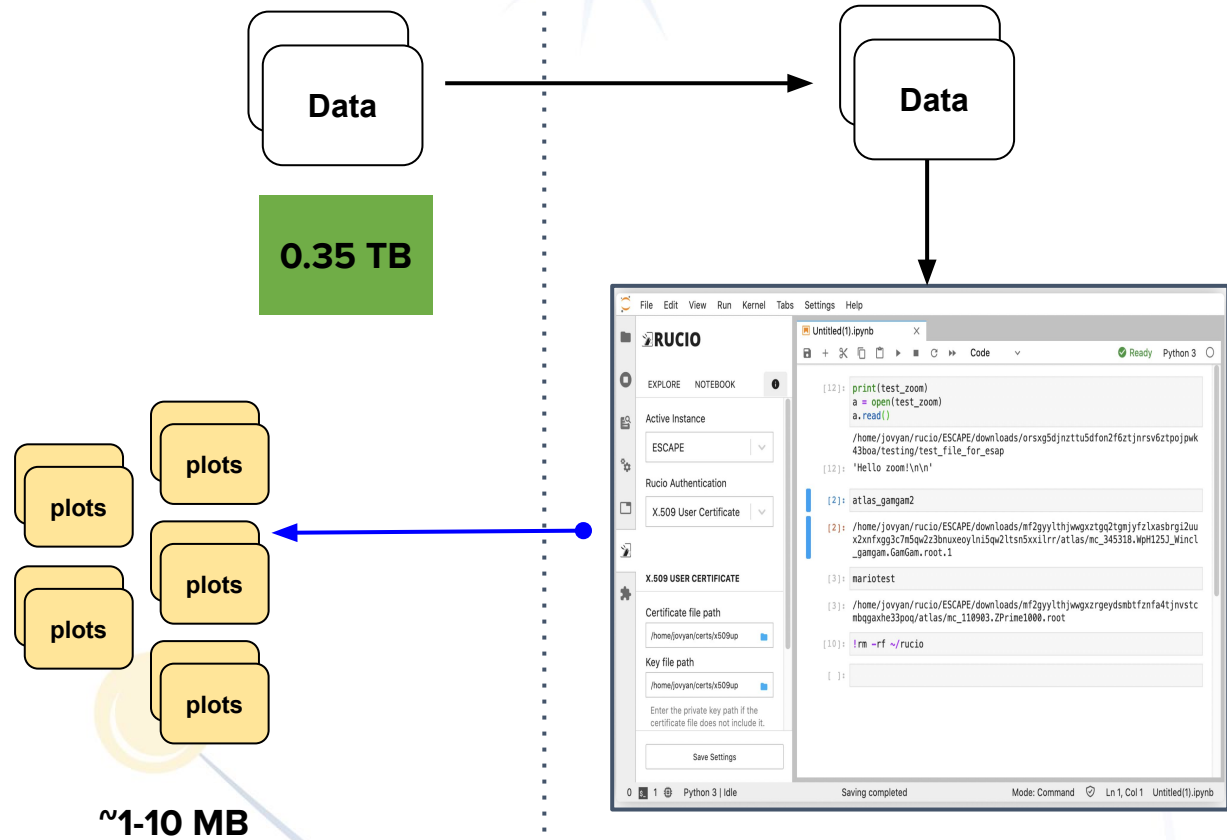 Data
Data
0.35 TB
plots
plots
plots
plots
plots
~1-10 MB
File Edit View Run Kernel Tabs Settings Help
RUCIO
EXPLORE NOTEBOOK
Active Instance
ESCAPE
Rucio Authentication
X.509 User Certificate
X.509 USER CERTIFICATE
Certificate file path
/home/jovyan/certs/x509up
Key file path
/home/jovyan/certs/x509up
Enter the private key path if the
certificate file does not include it.
Save Settings
Untitled(1).ipynb
Code
Ready Python 3
[12]: print(test_zoom)
a = open(test_zoom)
a.read()
/home/jovyan/rucio/ESCAPE/downloads/orsxg5djnzttu5dfon2f6ztjnrsv6ztpojpwk
43boa/testing/test_file_for_esap
[12]: 'Hello zoom!\n\n'
[2]: atlas_gamgam2
[2]: /home/jovyan/rucio/ESCAPE/downloads/mf2gyylthjwwgxztgq2tgmjyfzlxasbrgi2uu
x2xnfxgg3c7m5qw2z3bnuxeoylni5qw2ltsn5xxilrr/atlas/mc_345318.WpH125J_Wincl
_gamgam.GamGam.root.1
[3]: mariotest
[3]: /home/jovyan/rucio/ESCAPE/downloads/mf2gyylthjwwgxzrgeydsmbtfznfa4tjnvstc
mbqgaxhe33poq/atlas/mc_110903.ZPrime1000.root
[10]: !rm -rf ~/rucio
[ ]:
0 1 Python 3 | Idle Saving completed Mode: Command Ln 1, Col 1 Untitled(1).ipynb